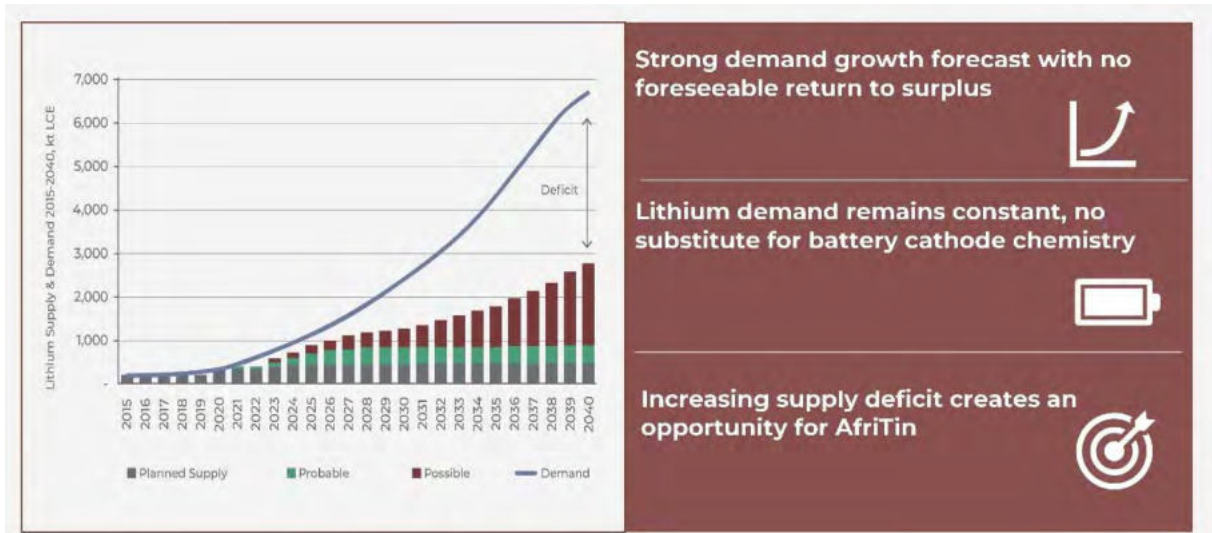 Lithium Supply & Demand 2015-2040, kt LCE
7,000
6,000
5,000
4,000
3,000
2,000
1,000
-
Deficit
2015
2016
2017
2018
2019
2020
2021
2022
2023
2024
2025
2026
2027
2028
2029
2030
2031
2032
2033
2034
2035
2036
2037
2038
2039
2040
Planned Supply
Probable
Possible
Demand
Strong demand growth forecast with no
foreseeable return to surplus
Lithium demand remains constant, no
substitute for battery cathode chemistry
Increasing supply deficit creates an
opportunity for AfriTin